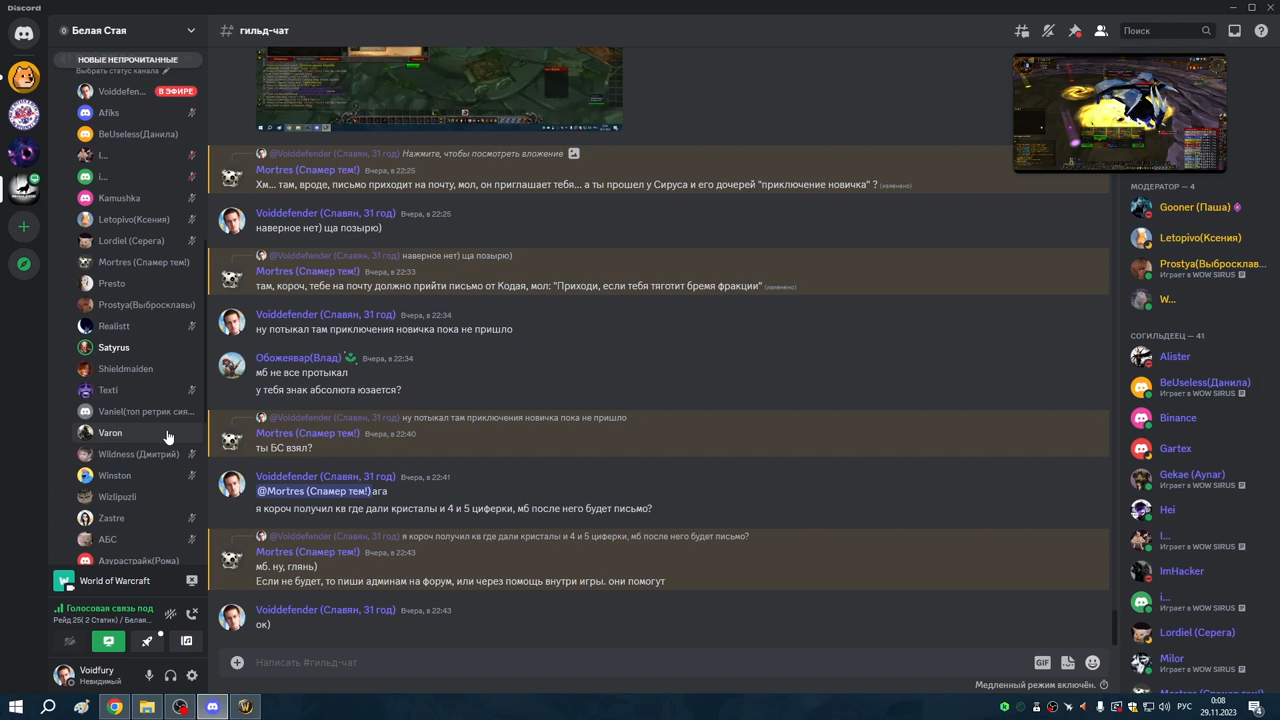 Discord
Белая Стая
НОВЫЕ НЕПРОЧИТАННЫЕ
Выбрать статус канала
Voiddefen...
В ЭФИРЕ
Afiks
BeUseless(Данила)
I...
i...
Kamushka
Letopivo(Ксения)
Lordiel (Серега)
Mortres (Спамер тем!)
Presto
Prostya(Выбросклавы)
Realistt
Satyrus
Shieldmaiden
Texti
Vaniel(топ ретрик сия...
Varon
Wildness (Дмитрий)
Winston
Wizlipuzli
Zastre
АБС
Азурастрайк(Рома)
World of Warcraft
Голосовая связь под
Рейд 25( 2 Статик) / Белая...
Voidfury
Невидимый
гильд-чат
@Voiddefender (Славян, 31 год) Нажмите, чтобы посмотреть вложение
Mortres (Спамер тем!) Вчера, в 22:25
Хм... там, вроде, письмо приходит на почту, мол, он приглашает тебя... а ты прошел у Сируса и его дочерей "приключение новичка" ? (изменено)
Voiddefender (Славян, 31 год) Вчера, в 22:25
наверное нет) ща позырю)
@Voiddefender (Славян, 31 год) наверное нет) ща позырю)
Mortres (Спамер тем!) Вчера, в 22:33
там, короч, тебе на почту должно прийти письмо от Кодая, мол: "Приходи, если тебя тяготит бремя фракции" (изменено)
Voiddefender (Славян, 31 год) Вчера, в 22:34
ну потыкал там приключения новичка пока не пришло
Обожеявар(Влад) Вчера, в 22:34
мб не все протыкал
у тебя знак абсолюта юзается?
@Voiddefender (Славян, 31 год) ну потыкал там приключения новичка пока не пришло
Mortres (Спамер тем!) Вчера, в 22:40
ты БС взял?
Voiddefender (Славян, 31 год) Вчера, в 22:41
@Mortres (Спамер тем!) ага
я короч получил кв где дали кристалы и 4 и 5 циферки, мб после него будет письмо?
@Voiddefender (Славян, 31 год) я короч получил кв где дали кристалы и 4 и 5 циферки, мб после него будет письмо?
Mortres (Спамер тем!) Вчера, в 22:43
мб. ну, глянь)
Если не будет, то пиши админам на форум, или через помощь внутри игры. они помогут
Voiddefender (Славян, 31 год) Вчера, в 22:43
ок)
Написать #гильд-чат
GIF
Медленный режим включён.
Поиск
МОДЕРАТОР — 4
Gooner (Паша)
Letopivo(Ксения)
Prostya(Выбросклав...
Играет в WOW SIRUS
W...
СОГИЛЬДЕЕЦ — 41
Alister
BeUseless(Данила)
Играет в WOW SIRUS
Binance
Gartex
Gekae (Aynar)
Играет в WOW SIRUS
Hei
I...
Играет в WOW SIRUS
ImHacker
i...
Играет в WOW SIRUS
Lordiel (Серега)
Milor
Играет в WOW SIRUS
Mortres (Спамер тем!)
РУС
0:08
29.11.2023
4